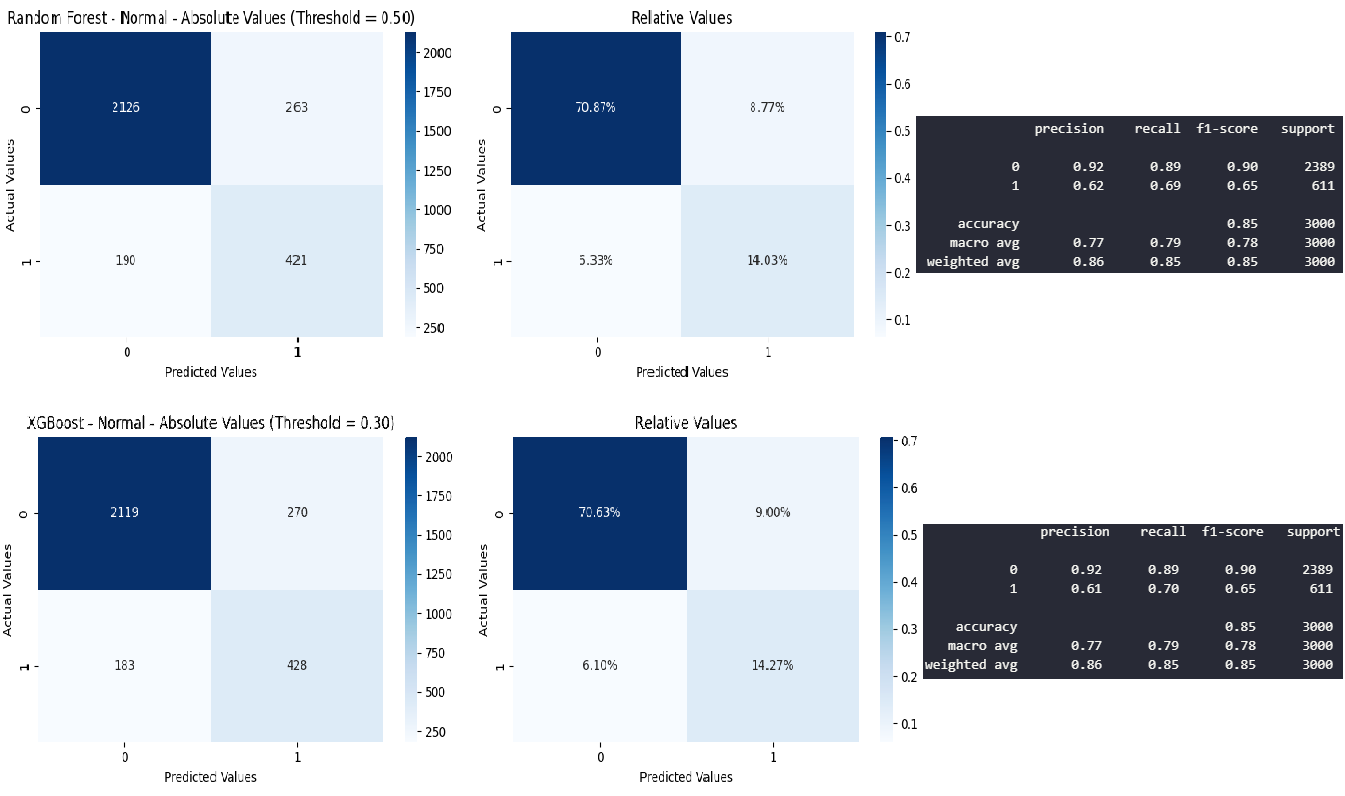 Random Forest - Normal - Absolute Values (Threshold = 0.50)
Relative Values
2126 263
190 421
0
1
Actual Values
0 1
Predicted Values
2000
1750
1500
1250
1000
750
500
250
70.87% 8.77%
5.33% 14.03%
0
1
Actual Values
0 1
Predicted Values
0.7
0.6
0.5
0.4
0.3
0.2
0.1
precision recall f1-score support
0 0.92 0.89 0.90 2389
1 0.62 0.69 0.65 611
accuracy 0.85 3000
macro avg 0.77 0.79 0.78 3000
weighted avg 0.86 0.85 0.85 3000
XGBoost - Normal - Absolute Values (Threshold = 0.30)
Relative Values
2119 270
183 428
0
1
Actual Values
0 1
Predicted Values
2000
1750
1500
1250
1000
750
500
250
70.63% 9.00%
6.10% 14.27%
0
1
Actual Values
0 1
Predicted Values
0.7
0.6
0.5
0.4
0.3
0.2
0.1
precision recall f1-score support
0 0.92 0.89 0.90 2389
1 0.61 0.70 0.65 611
accuracy 0.85 3000
macro avg 0.77 0.79 0.78 3000
weighted avg 0.86 0.85 0.85 3000